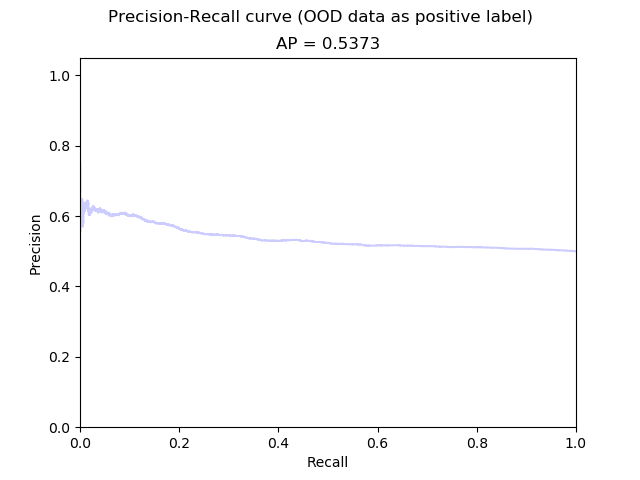 Precision-Recall curve (OOD data as positive label)
AP = 0.5373
1.0
0.8
0.6
0.4
0.2
0.0
Precision
0.0 0.2 0.4 0.6 0.8 1.0
Recall